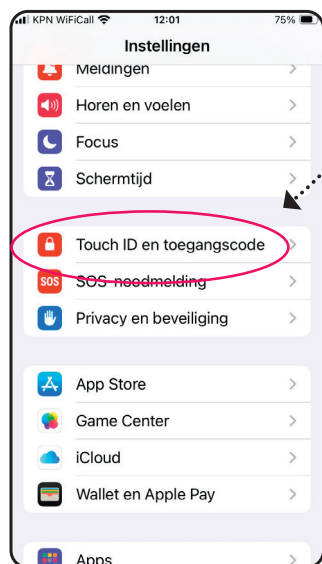 KPN WiFiCall 12:01 75%
Instellingen
Meldingen
Horen en voelen
Focus
Schermtijd
Touch ID en toegangscode
SOS SOS-noodmelding
Privacy en beveiliging
App Store
Game Center
iCloud
Wallet en Apple Pay
Apps